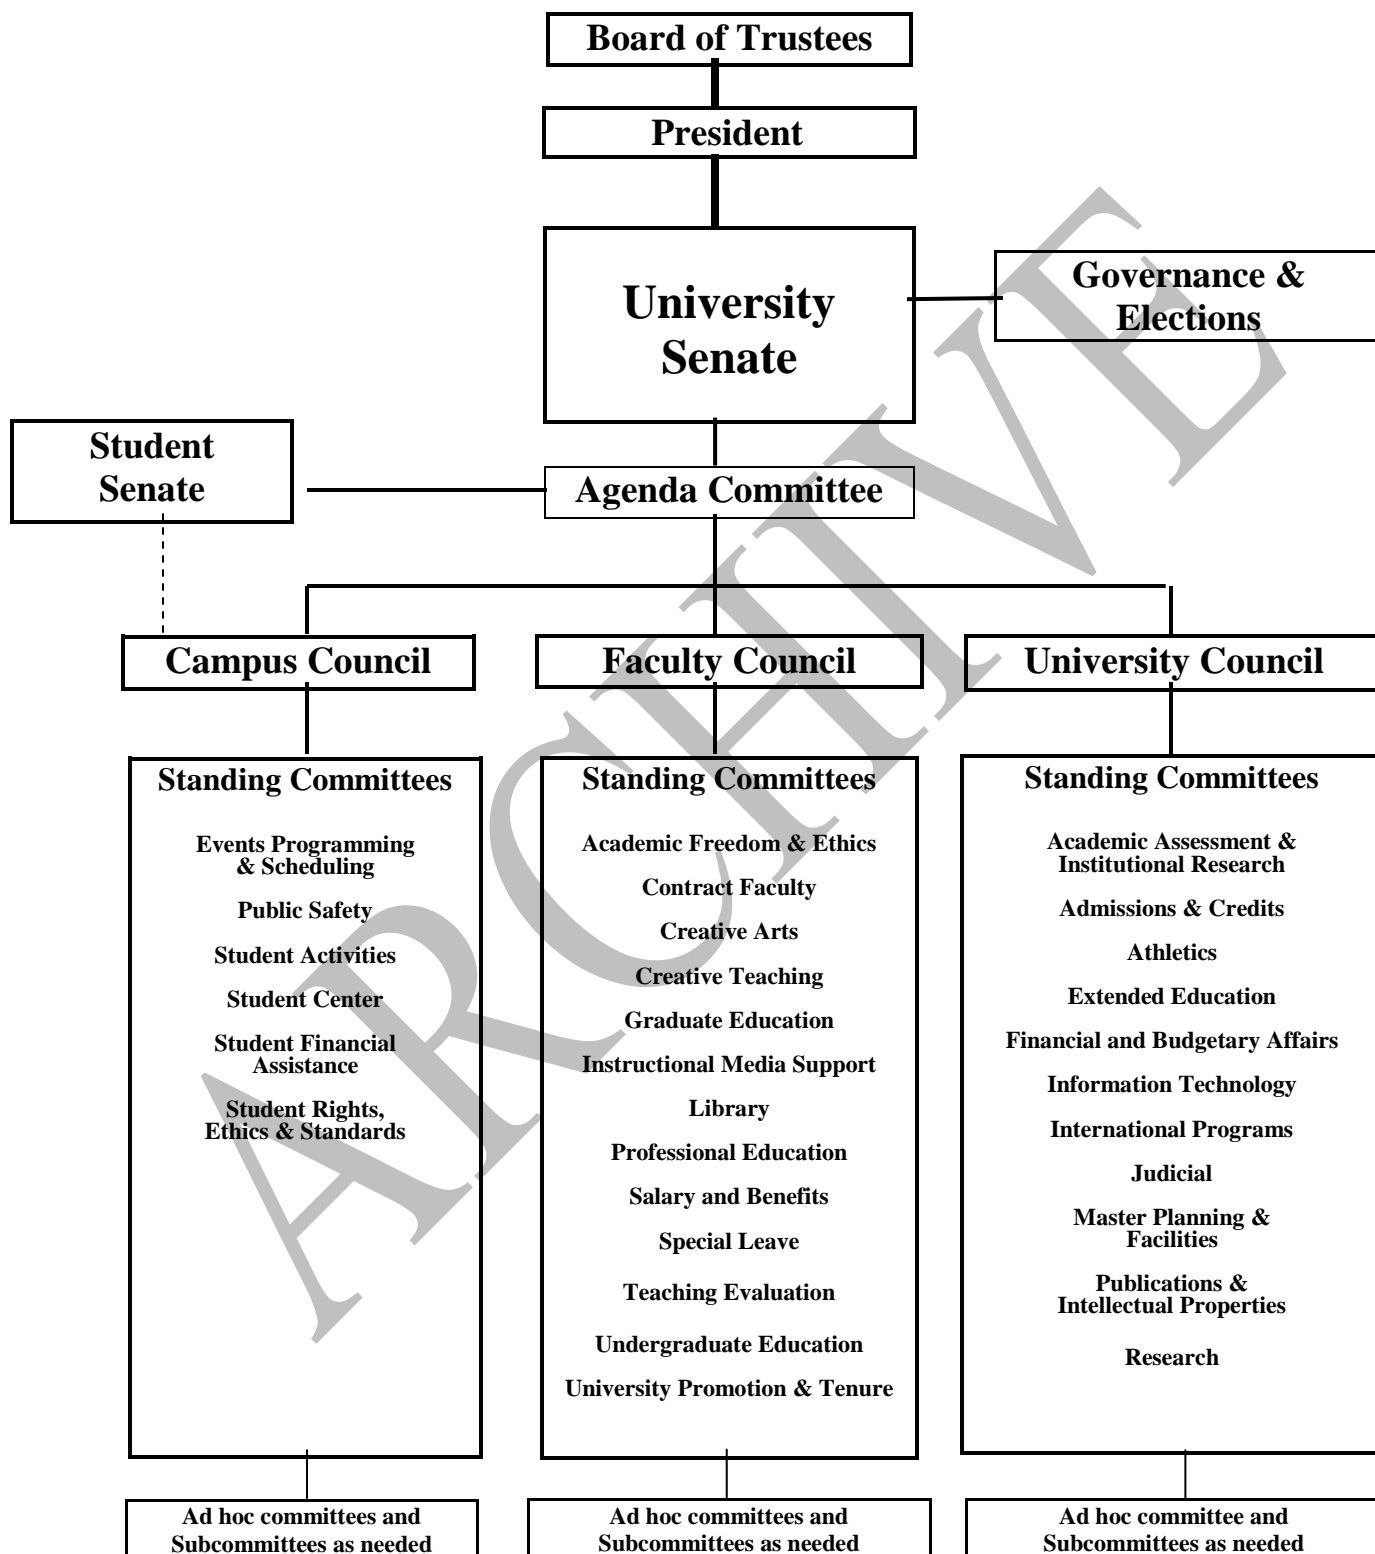 Board of Trustees
President
University
Senate
Governance &
Elections
Student
Senate
Agenda Committee
Campus Council
Faculty Council
University Council
Standing Committees
Events Programming
& Scheduling
Public Safety
Student Activities
Student Center
Student Financial
Assistance
Student Rights,
Ethics & Standards
Standing Committees
Academic Freedom & Ethics
Contract Faculty
Creative Arts
Creative Teaching
Graduate Education
Instructional Media Support
Library
Professional Education
Salary and Benefits
Special Leave
Teaching Evaluation
Undergraduate Education
University Promotion & Tenure
Standing Committees
Academic Assessment &
Institutional Research
Admissions & Credits
Athletics
Extended Education
Financial and Budgetary Affairs
Information Technology
International Programs
Judicial
Master Planning &
Facilities
Publications &
Intellectual Properties
Research
Ad hoc committees and
Subcommittees as needed
Ad hoc committees and
Subcommittees as needed
Ad hoc committee and
Subcommittees as needed
ARCHIVE